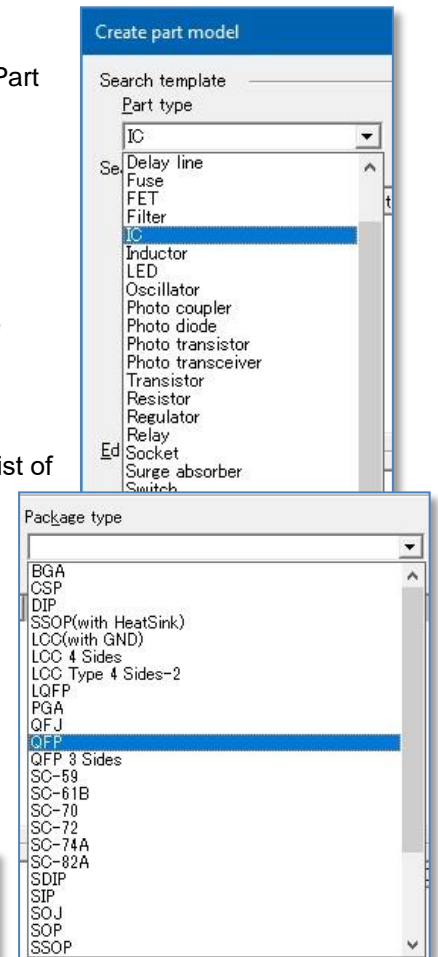 Create part model
Part
Search template
Part type
IC
Delay line
Fuse
FET
Filter
IC
Inductor
LED
Oscillator
Photo coupler
Photo diode
Photo transistor
Photo transceiver
Transistor
Resistor
Regulator
Relay
Ed Socket
ist of
Surge absorber
Switch
Package type
BGA
CSP
DIP
SSOP(with HeatSink)
LCC(with GND)
LCC 4 Sides
LCC Type 4 Sides-2
LQFP
PGA
QFJ
QFP
QFP 3 Sides
SC-59
SC-61B
SC-70
SC-72
SC-74A
SC-82A
SDIP
SIP
SOJ
SOP
SSOP